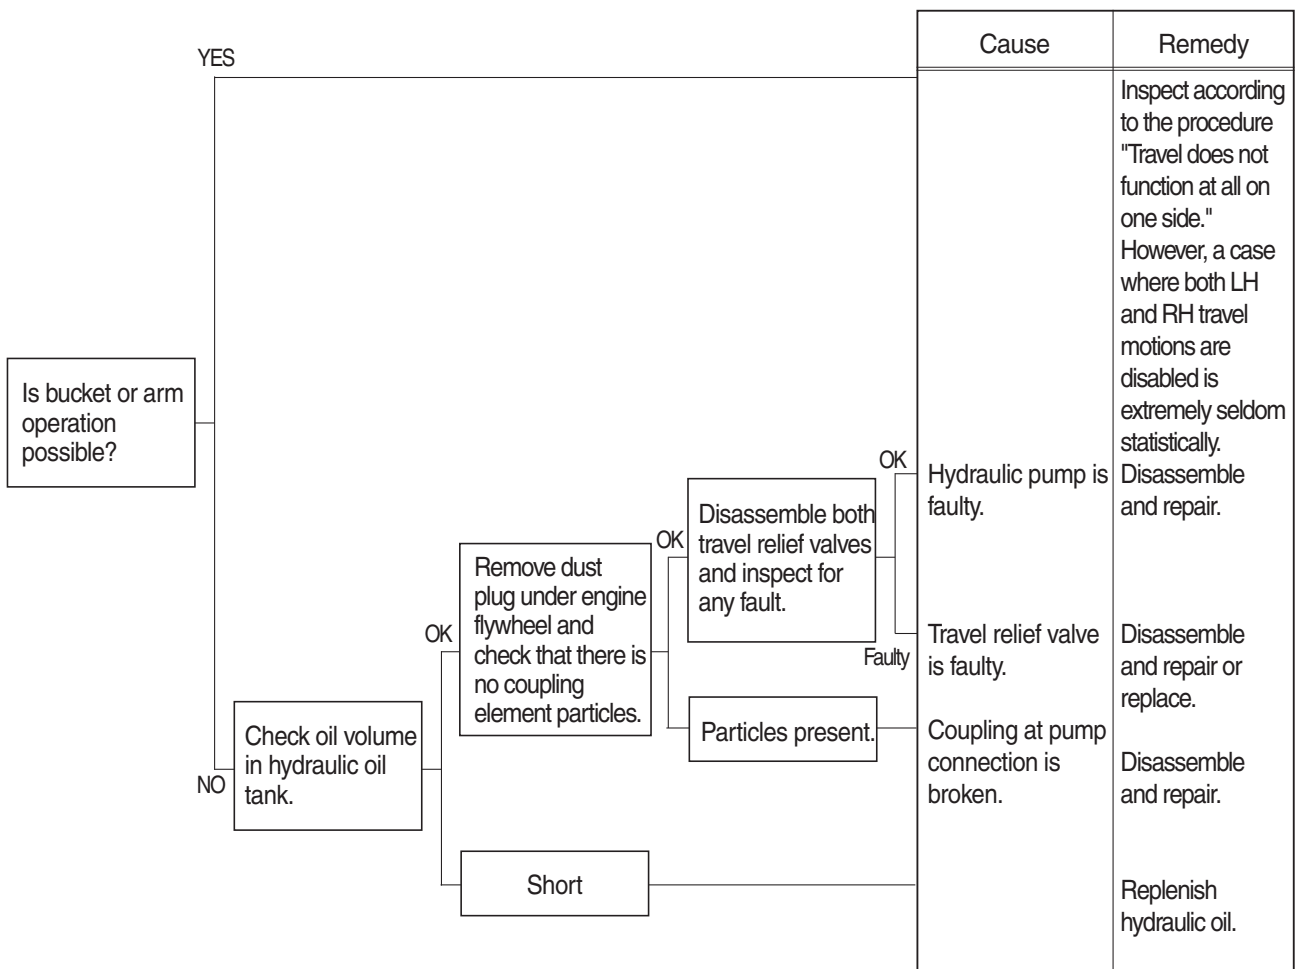 Cause
Remedy
YES
Inspect according
to the procedure
"Travel does not
function at all on
one side."
However, a case
where both LH
and RH travel
motions are
disabled is
extremely seldom
statistically.
Is bucket or arm
operation
possible?
NO
Check oil volume
in hydraulic oil
tank.
OK
Remove dust
plug under engine
flywheel and
check that there is
no coupling
element particles.
OK
Disassemble both
travel relief valves
and inspect for
any fault.
OK
Hydraulic pump is
faulty.
Disassemble
and repair.
Faulty
Travel relief valve
is faulty.
Disassemble
and repair or
replace.
Particles present.
Coupling at pump
connection is
broken.
Disassemble
and repair.
Short
Replenish
hydraulic oil.